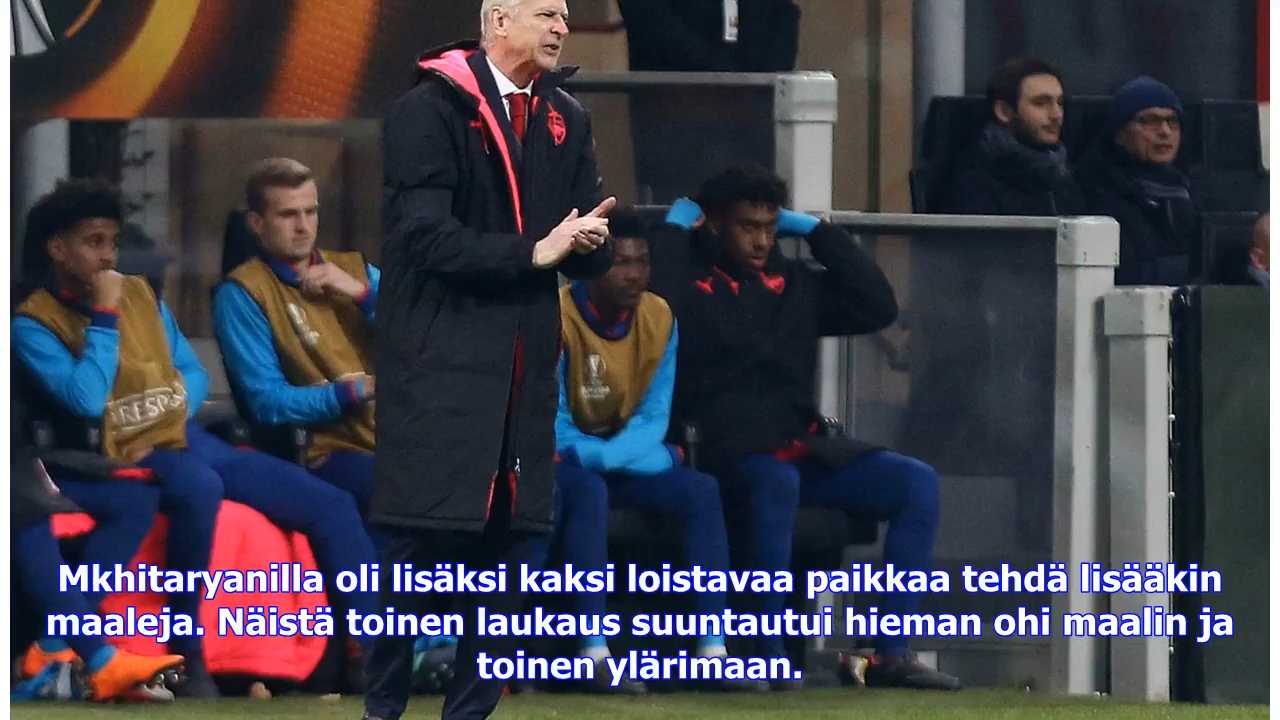 RESPECT
Mkhitaryanilla oli lisäksi kaksi loistavaa paikkaa tehdä lisääkin
maaleja. Näistä toinen laukaus suuntautui hieman ohi maalin ja
toinen ylärimaan.